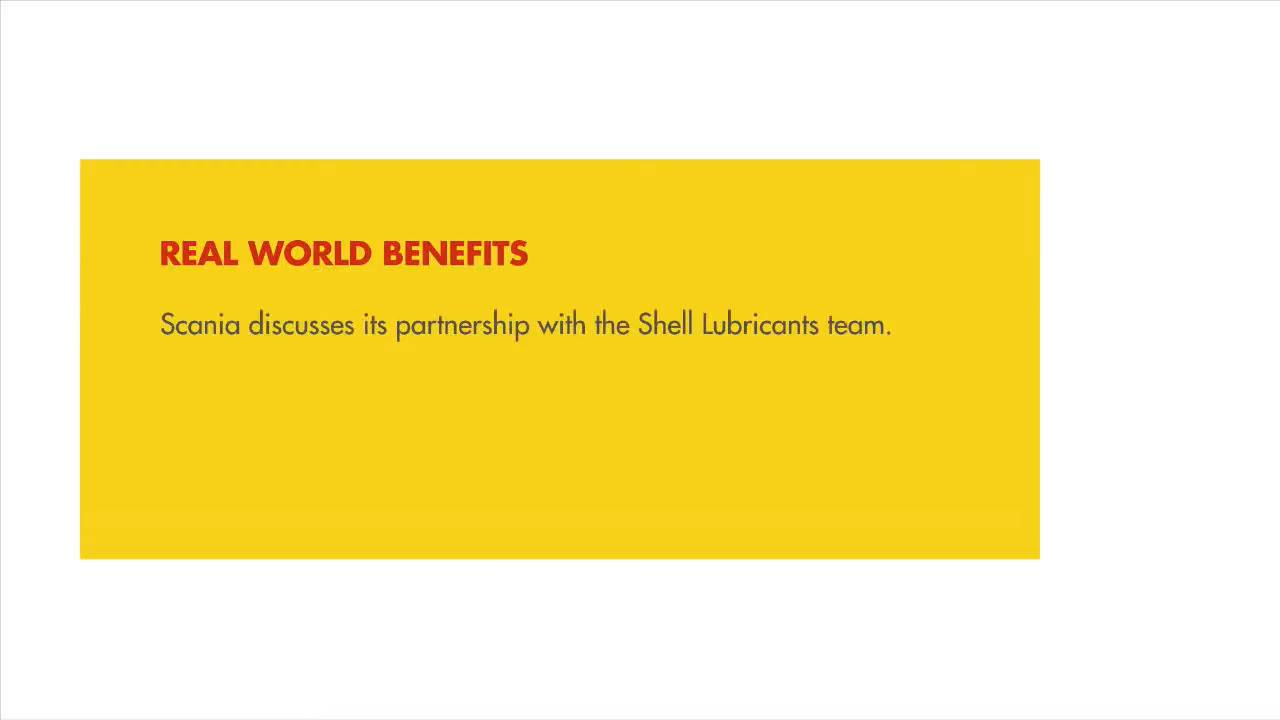 REAL WORLD BENEFITS
Scania discusses its partnership with the Shell Lubricants team.